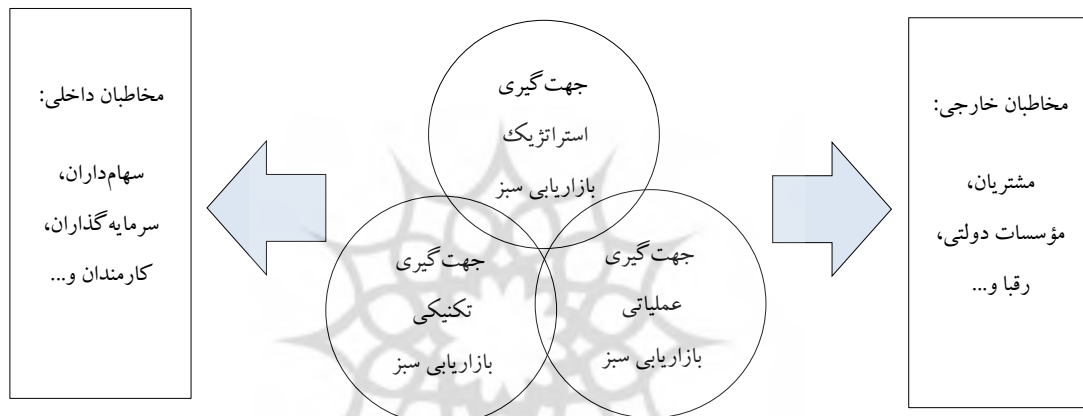 مخاطبان خارجی:
مشتریان،
مؤسسات دولتی،
رقبا و...
جهت‌گیری
استراتژیک
بازاریابی سبز
جهت‌گیری
عملیاتی
بازاریابی سبز
جهت‌گیری
تکنیکی
بازاریابی سبز
مخاطبان داخلی:
سهام‌داران،
سرمایه‌گذاران،
کارمندان و...